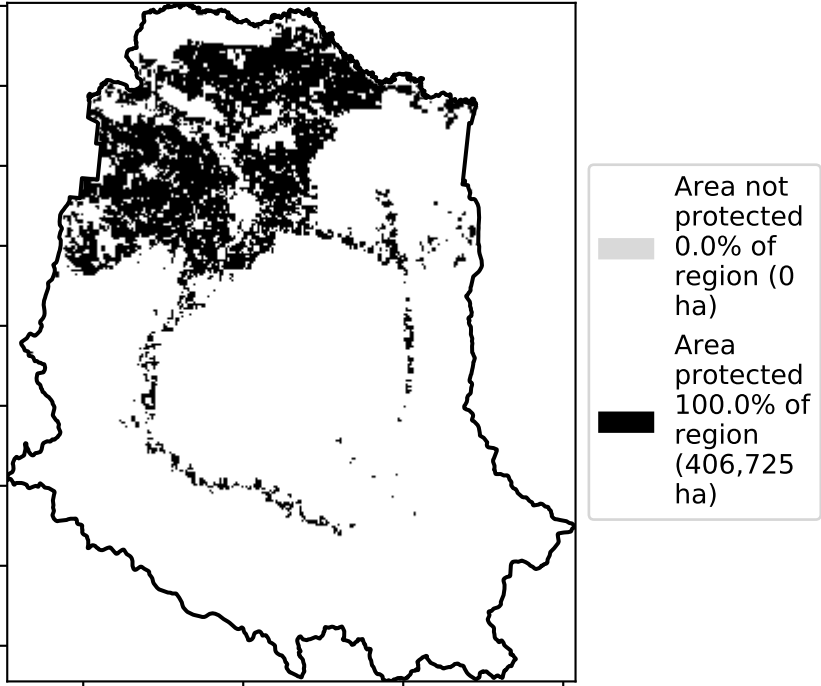 Area not
protected
0.0% of
region (0
ha)
Area
protected
100.0% of
region
(406,725
ha)